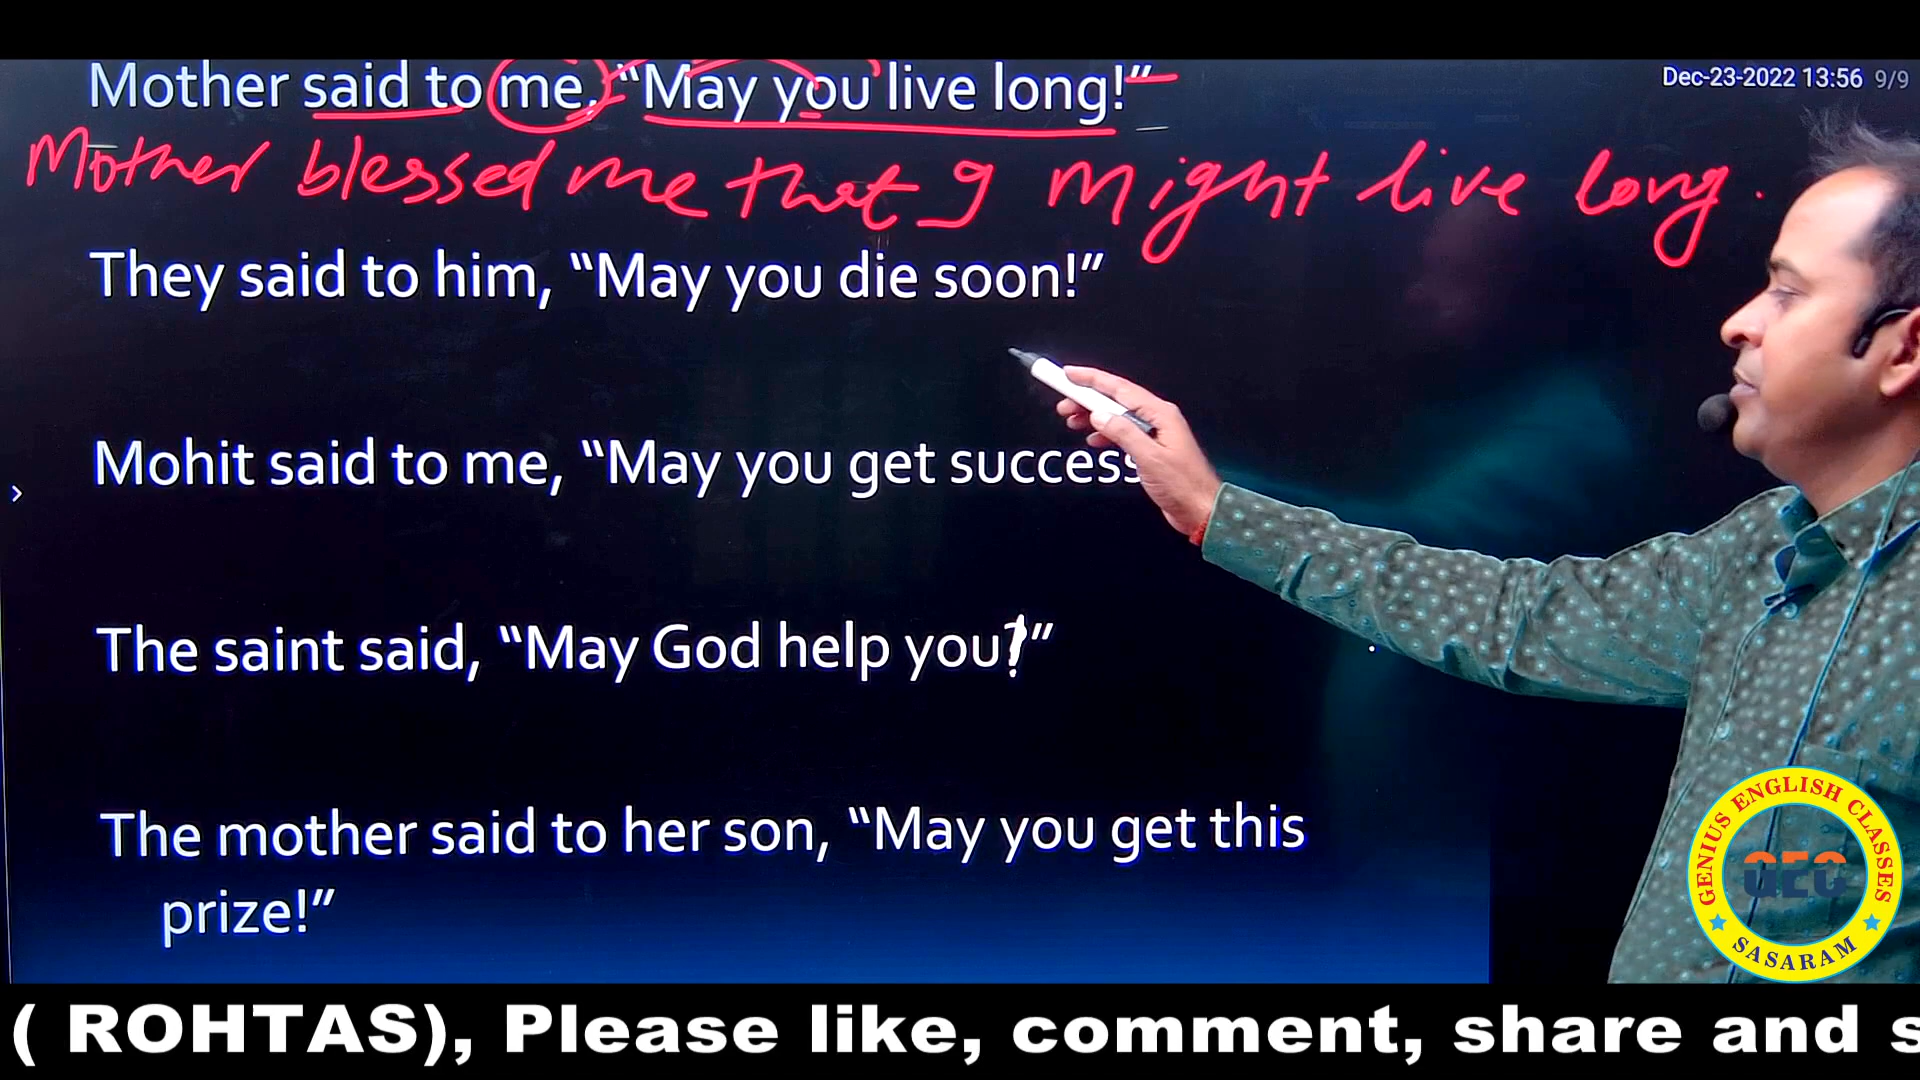 Mother said to me, “May you live long!”
Dec-23-2022 13:56 9/9
Mother blessed me that I might live long.
They said to him, “May you die soon!”
Mohit said to me, “May you get success
The saint said, “May God help you!”
The mother said to her son, “May you get this
prize!”
GENIUS ENGLISH CLASSES
GEC
SASARAM
( ROHTAS), Please like, comment, share and s